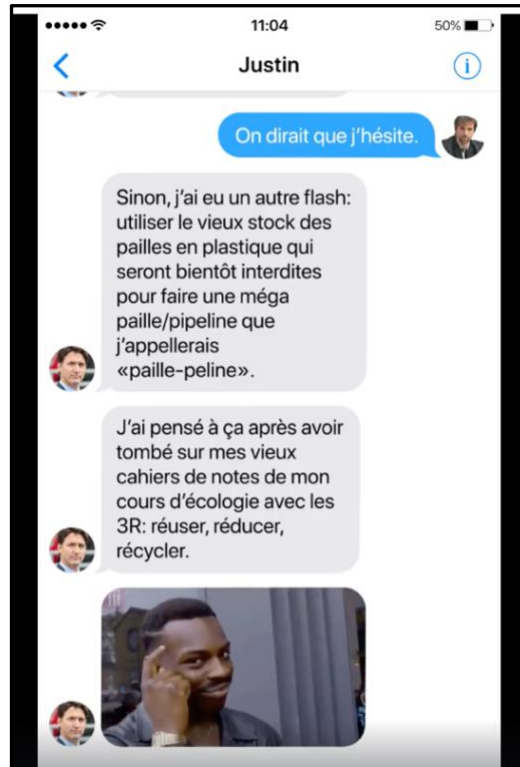 11:04
50%
Justin
On dirait que j'hésite.
Sinon, j'ai eu un autre flash:
utiliser le vieux stock des
pailles en plastique qui
seront bientôt interdites
pour faire une méga
paille/pipeline que
j'appellerais
«paille-peline».
J'ai pensé à ça après avoir
tombé sur mes vieux
cahiers de notes de mon
cours d'écologie avec les
3R: réuser, réducer,
récycler.